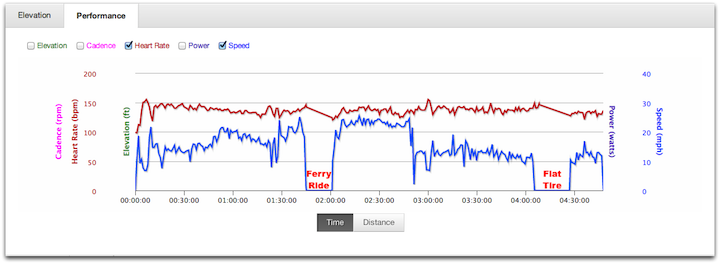 Elevation Performance
Elevation Cadence Heart Rate Power Speed
200 40
150 30
100 20
50 10
0 0
Cadence (rpm)
Heart Rate (bpm)
Elevation (ft)
Power (watts)
Speed (mph)
Ferry Flat
Ride Tire
00:00:00 00:30:00 01:00:00 01:30:00 02:00:00 02:30:00 03:00:00 03:30:00 04:00:00 04:30:00
Time Distance